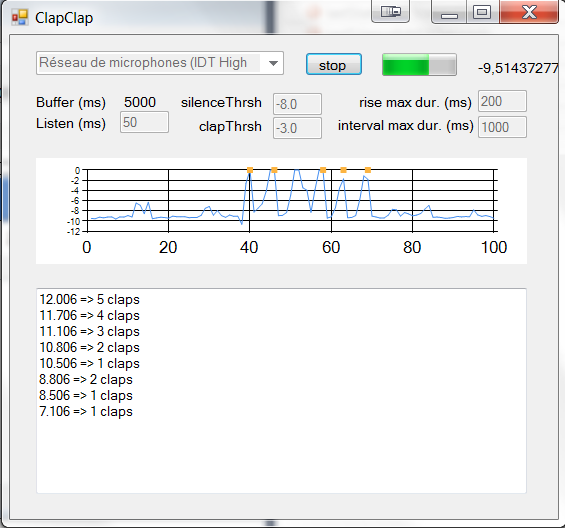 ClapClap
Réseau de microphones (IDT High
stop
-9,51437277
Buffer (ms) 5000 silenceThrsh -8.0 rise max dur. (ms) 200
Listen (ms) 50 clapThrsh -3.0 interval max dur. (ms) 1000
0
-2
-4
-6
-8
-10
-12
0 20 40 60 80 100
12.006 => 5 claps
11.706 => 4 claps
11.106 => 3 claps
10.806 => 2 claps
10.506 => 1 claps
8.806 => 2 claps
8.506 => 1 claps
7.106 => 1 claps